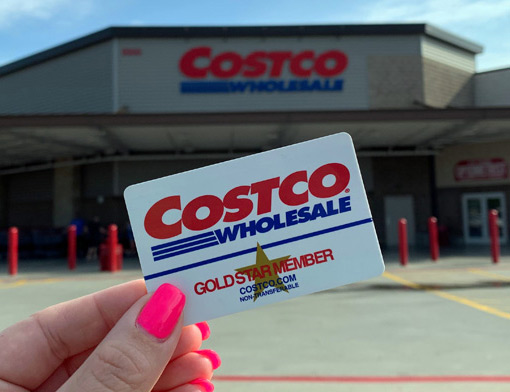 COSTCO
WHOLESALE
COSTCO®
WHOLESALE
GOLD STAR MEMBER
COSTCO.COM
NON-TRANSFERABLE